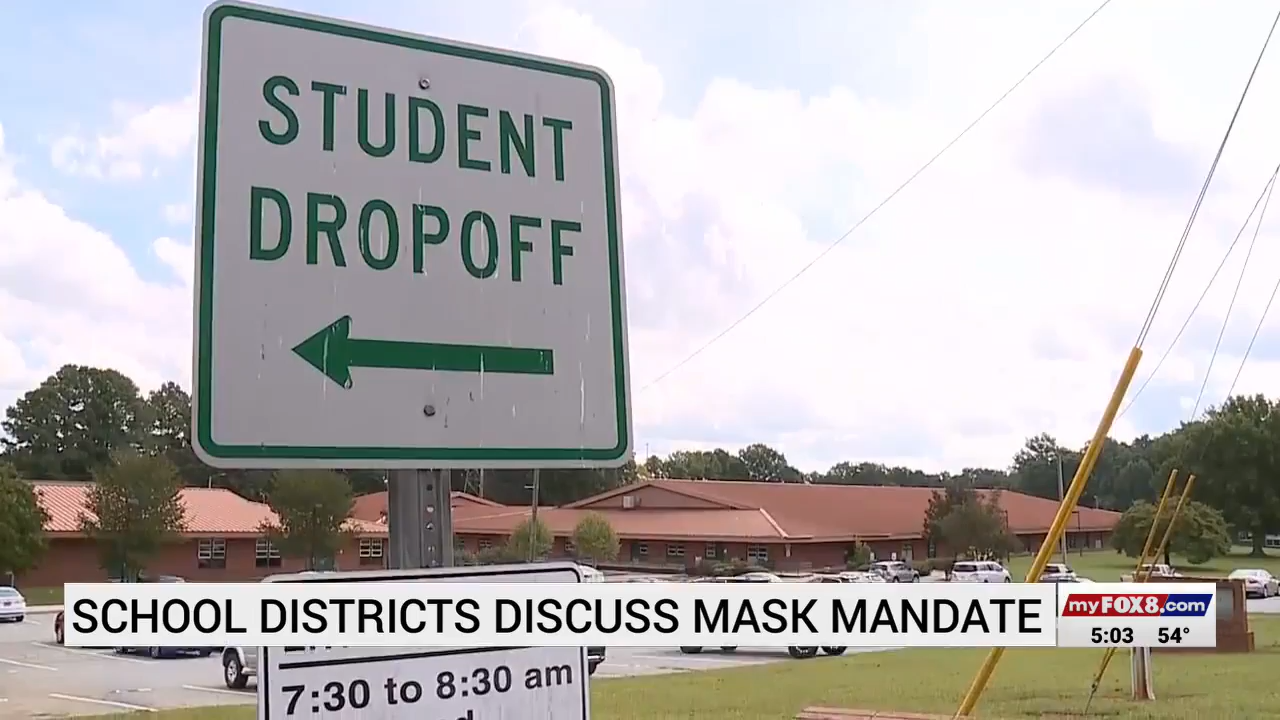 STUDENT
DROPOFF
SCHOOL DISTRICTS DISCUSS MASK MANDATE
myFOX8.com
5:03 54°
7:30 to 8:30 am